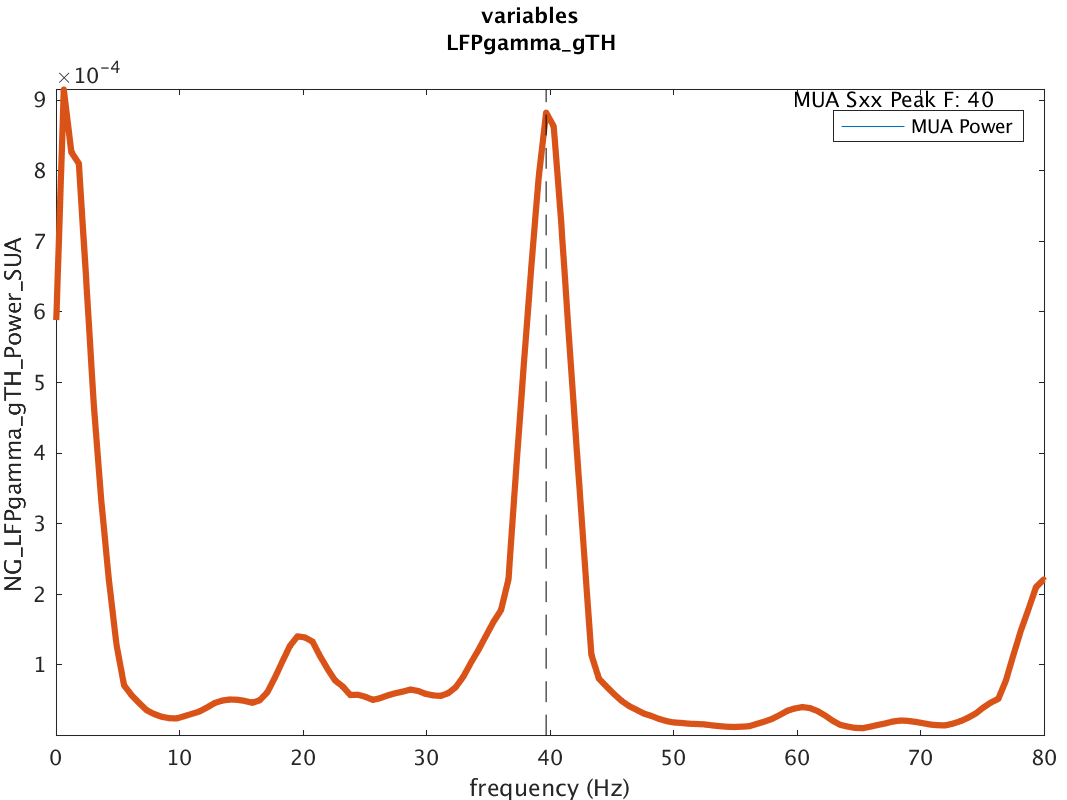 variables
LFPgamma_gTH
×10⁻⁴
MUA Sxx Peak F: 40
MUA Power
NG_LFPgamma_gTH_Power_SUA
9
8
7
6
5
4
3
2
1
0 10 20 30 40 50 60 70 80
frequency (Hz)